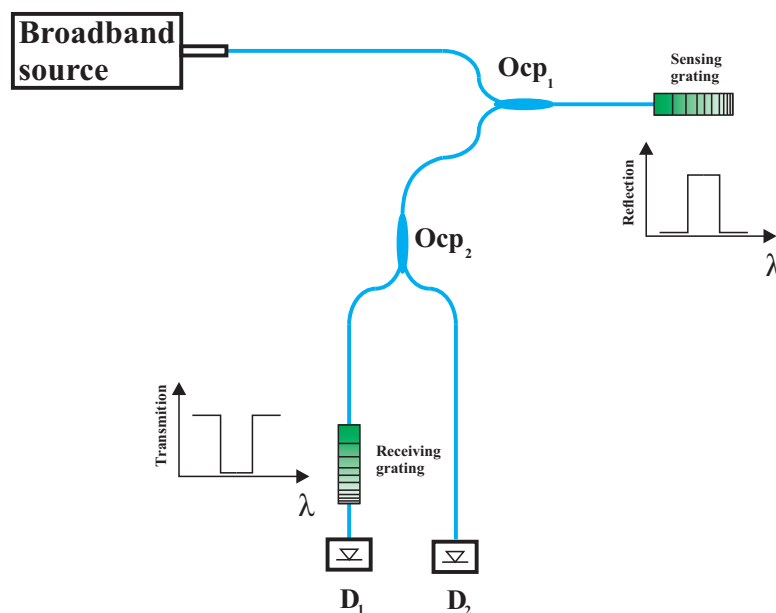 Broadband
source
Ocp1
Sensing
grating
Reflection
λ
Ocp2
Transmition
λ
Receiving
grating
D1
D2